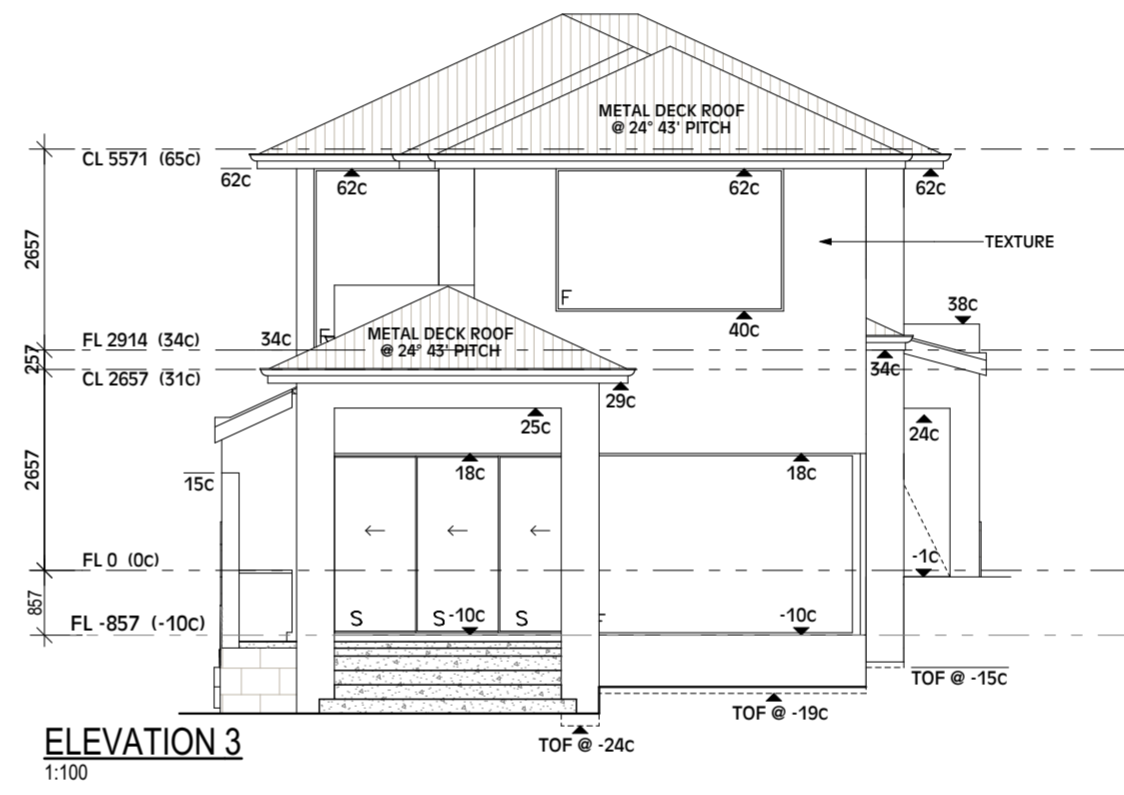 METAL DECK ROOF
@ 24° 43' PITCH
CL 5571 (65c)
62c
62c
62c
62c
2657
TEXTURE
F
38c
40c
FL 2914 (34c)
34c
F
METAL DECK ROOF
@ 24° 43' PITCH
257
34c
CL 2657 (31c)
29c
25c
24c
2657
18c
18c
15c
FL 0 (0c)
-1c
857
FL -857 (-10c)
S
S
-10c
S
F
-10c
TOF @ -15c
TOF @ -19c
TOF @ -24c
ELEVATION 3
1:100